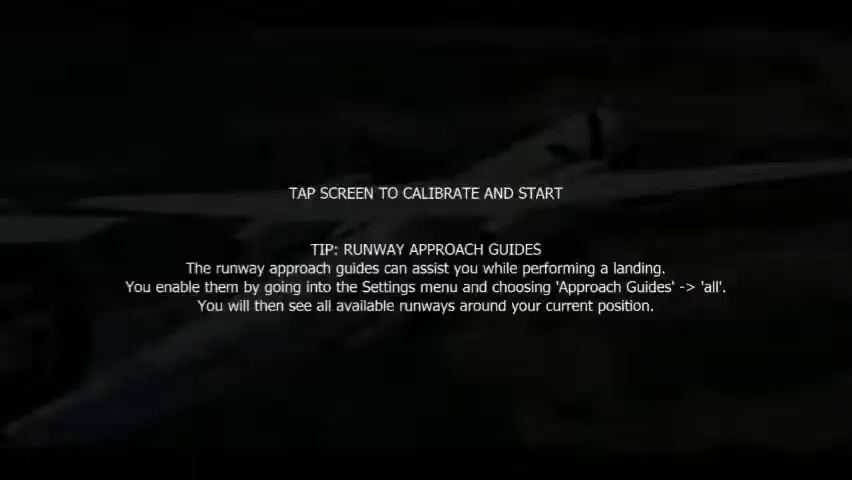 TAP SCREEN TO CALIBRATE AND START
TIP: RUNWAY APPROACH GUIDES
The runway approach guides can assist you while performing a landing.
You enable them by going into the Settings menu and choosing 'Approach Guides' -> 'all'.
You will then see all available runways around your current position.